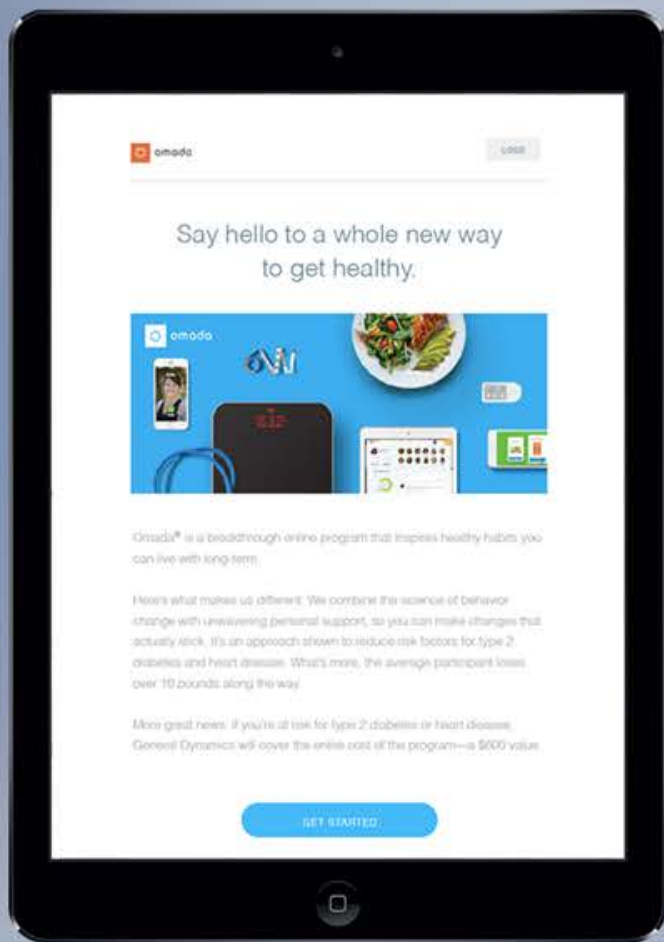 omada
LOGO
Say hello to a whole new way
to get healthy.
omada
Omada® is a breakthrough online program that inspires healthy habits you
can live with long-term.
Here's what makes us different: We combine the science of behavior
change with unwavering personal support, so you can make changes that
actually stick. It's an approach shown to reduce risk factors for type 2
diabetes and heart disease. What's more, the average participant loses
over 10 pounds along the way.
More great news: if you're at risk for type 2 diabetes or heart disease,
General Dynamics will cover the entire cost of the program—a $600 value.
GET STARTED